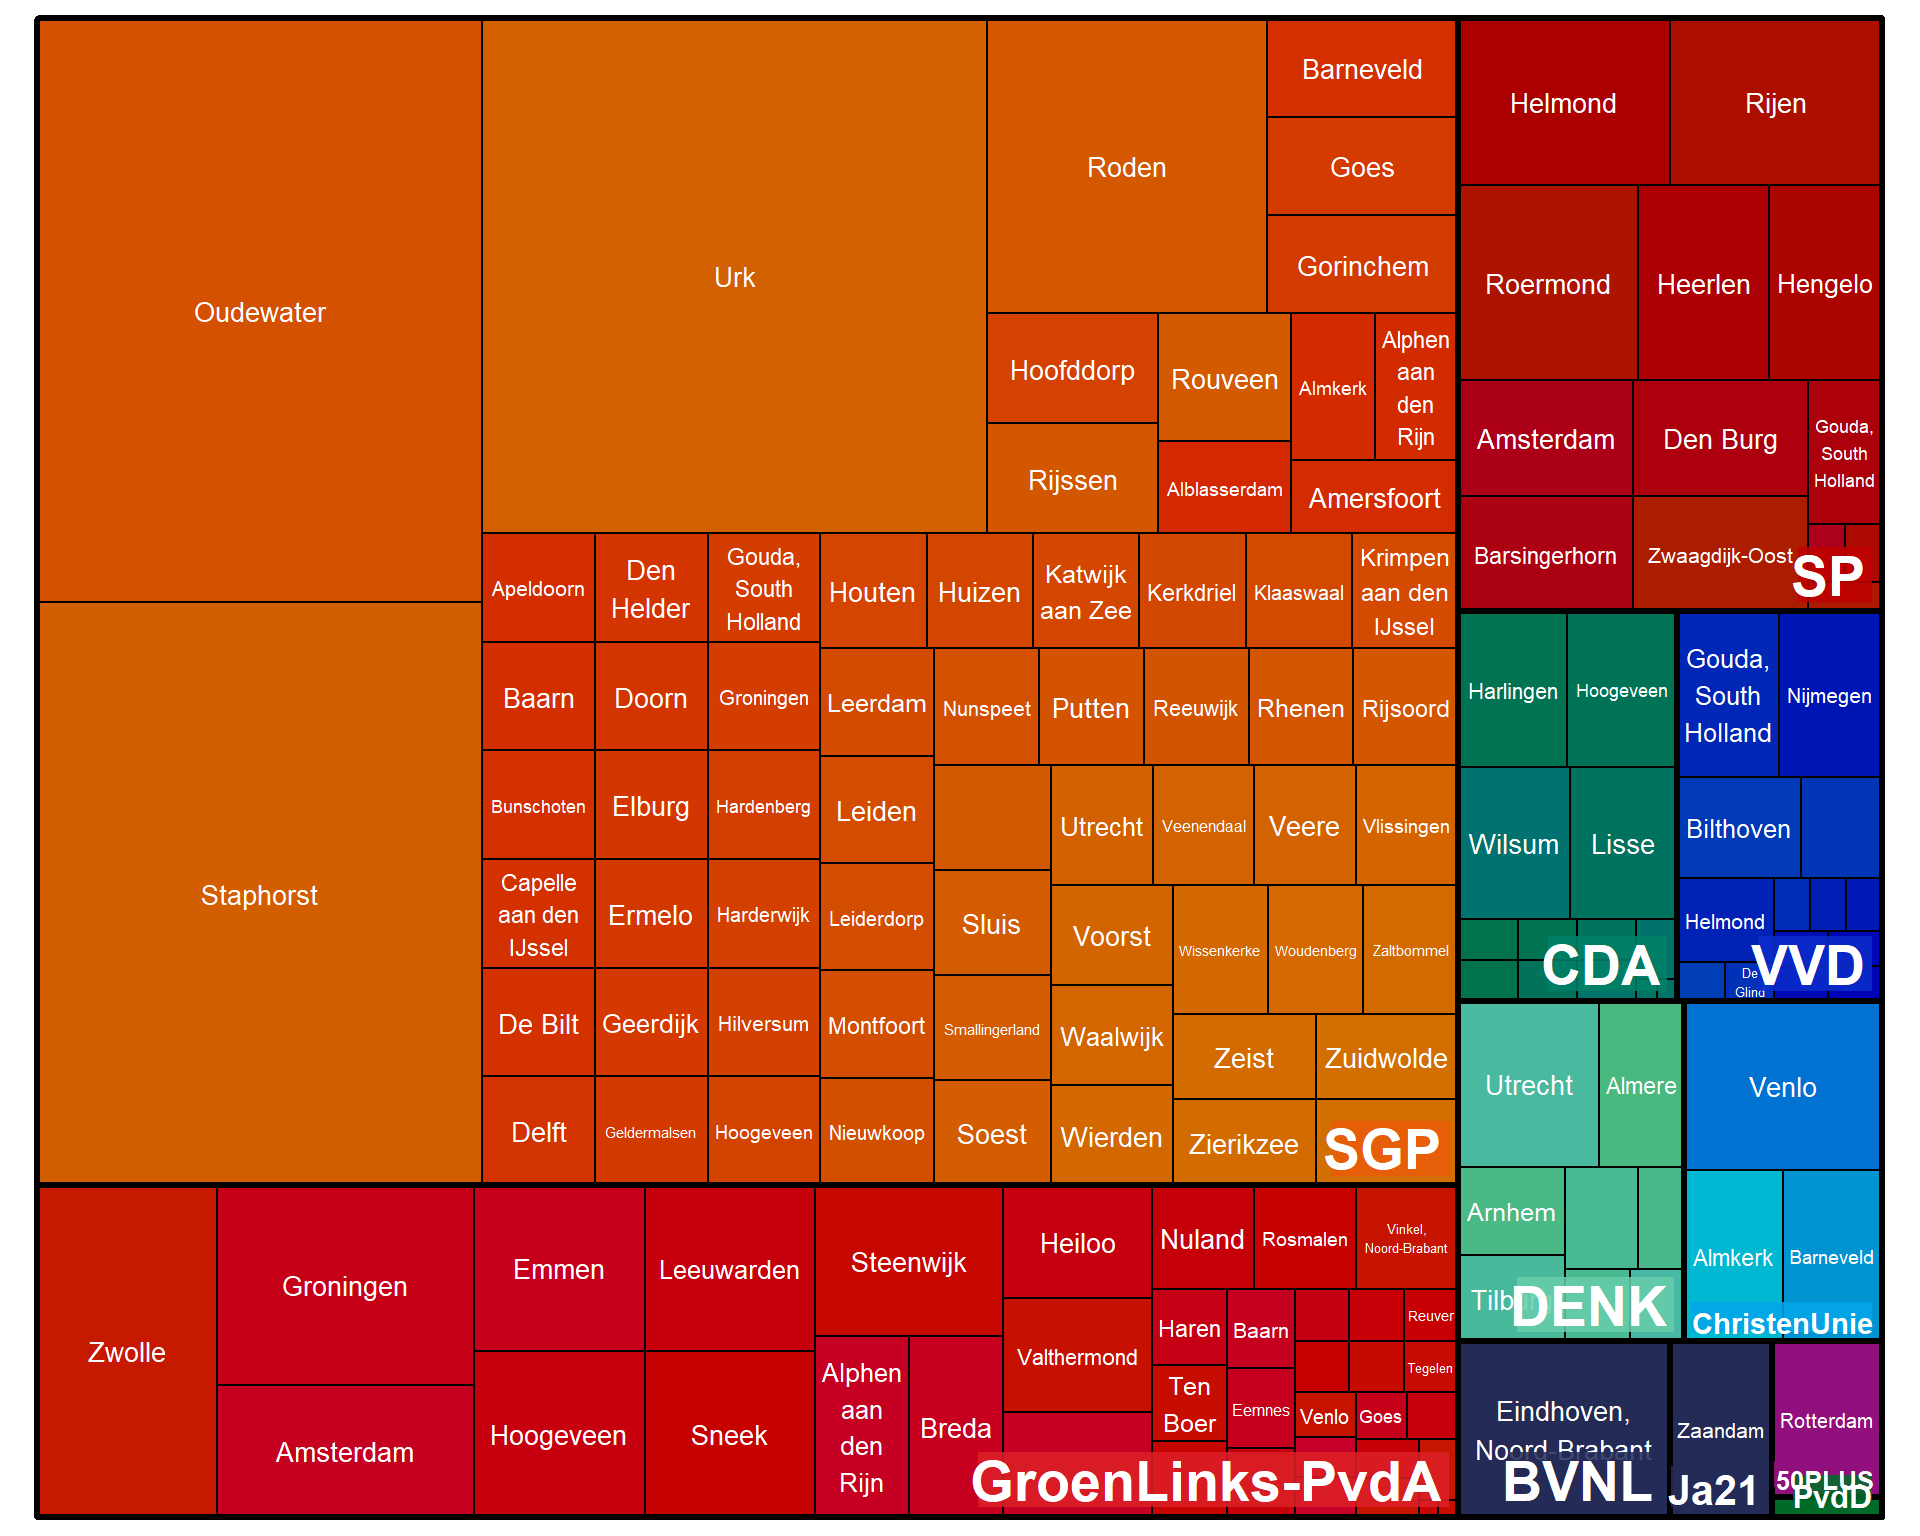 Oudewater
Urk
Roden
Barneveld
Goes
Gorinchem
Hoofddorp
Rouveen
Almkerk
Alphen
aan
den
Rijn
Rijssen
Alblasserdam
Amersfoort
Staphorst
Apeldoorn
Den
Helder
Gouda,
South
Holland
Houten
Huizen
Katwijk
aan Zee
Kerkdriel
Klaaswaal
Krimpen
aan den
IJssel
Baarn
Doorn
Groningen
Leerdam
Nunspeet
Putten
Reeuwijk
Rhenen
Rijsoord
Bunschoten
Elburg
Hardenberg
Leiden
Utrecht
Veenendaal
Veere
Vlissingen
Capelle
aan den
IJssel
Ermelo
Harderwijk
Leiderdorp
Sluis
Voorst
Wissenkerke
Woudenberg
Zaltbommel
De Bilt
Geerdijk
Hilversum
Montfoort
Smallingerland
Waalwijk
Zeist
Zuidwolde
Delft
Geldermalsen
Hoogeveen
Nieuwkoop
Soest
Wierden
Zierikzee
SGP
Zwolle
Groningen
Amsterdam
Emmen
Leeuwarden
Hoogeveen
Sneek
Steenwijk
Alphen
aan
den
Rijn
Breda
Heiloo
Valthermond
Nuland
Rosmalen
Vinkel,
Noord-Brabant
Haren
Baarn
Reuver
Ten
Boer
Eemnes
Tegelen
Venlo
Goes
GroenLinks-PvdA
Helmond
Rijen
Roermond
Heerlen
Hengelo
Amsterdam
Den Burg
Gouda,
South
Holland
Barsingerhorn
Zwaagdijk-Oost
SP
Harlingen
Hoogeveen
Wilsum
Lisse
CDA
Gouda,
South
Holland
Nijmegen
Bilthoven
Helmond
De
Glind
VVD
Utrecht
Almere
Arnhem
Tilburg
DENK
Venlo
Almkerk
Barneveld
ChristenUnie
Eindhoven,
Noord-Brabant
BVNL
Zaandam
Ja21
Rotterdam
50PLUS
PvdD